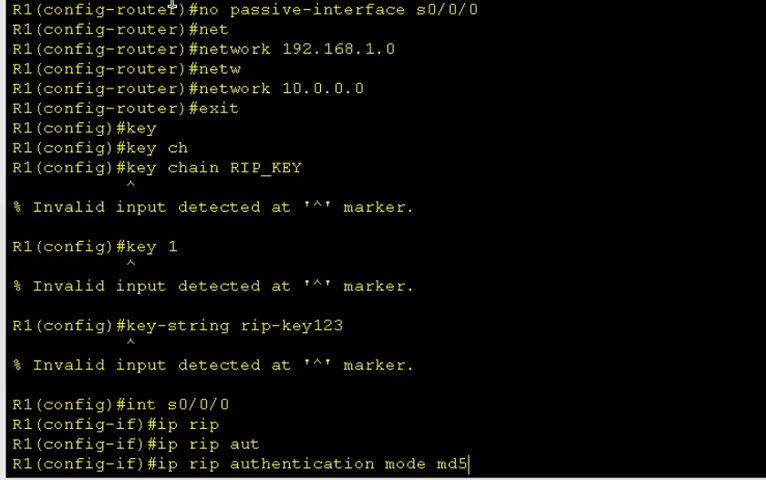 R1(config-router)#no passive-interface s0/0/0
R1(config-router)#net
R1(config-router)#network 192.168.1.0
R1(config-router)#netw
R1(config-router)#network 10.0.0.0
R1(config-router)#exit
R1(config)#key
R1(config)#key ch
R1(config)#key chain RIP_KEY
^
% Invalid input detected at '^' marker.
R1(config)#key 1
^
% Invalid input detected at '^' marker.
R1(config)#key-string rip-key123
^
% Invalid input detected at '^' marker.
R1(config)#int s0/0/0
R1(config-if)#ip rip
R1(config-if)#ip rip aut
R1(config-if)#ip rip authentication mode md5